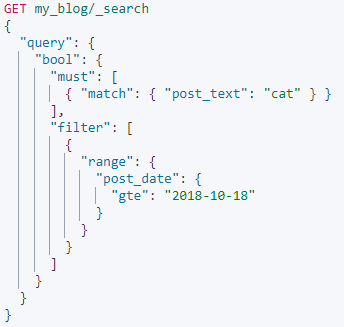 GET my_blog/_search
{
  "query": {
    "bool": {
      "must": [
        { "match": { "post_text": "cat" } }
      ],
      "filter": [
        {
          "range": {
            "post_date": {
              "gte": "2018-10-18"
            }
          }
        }
      ]
    }
  }
}